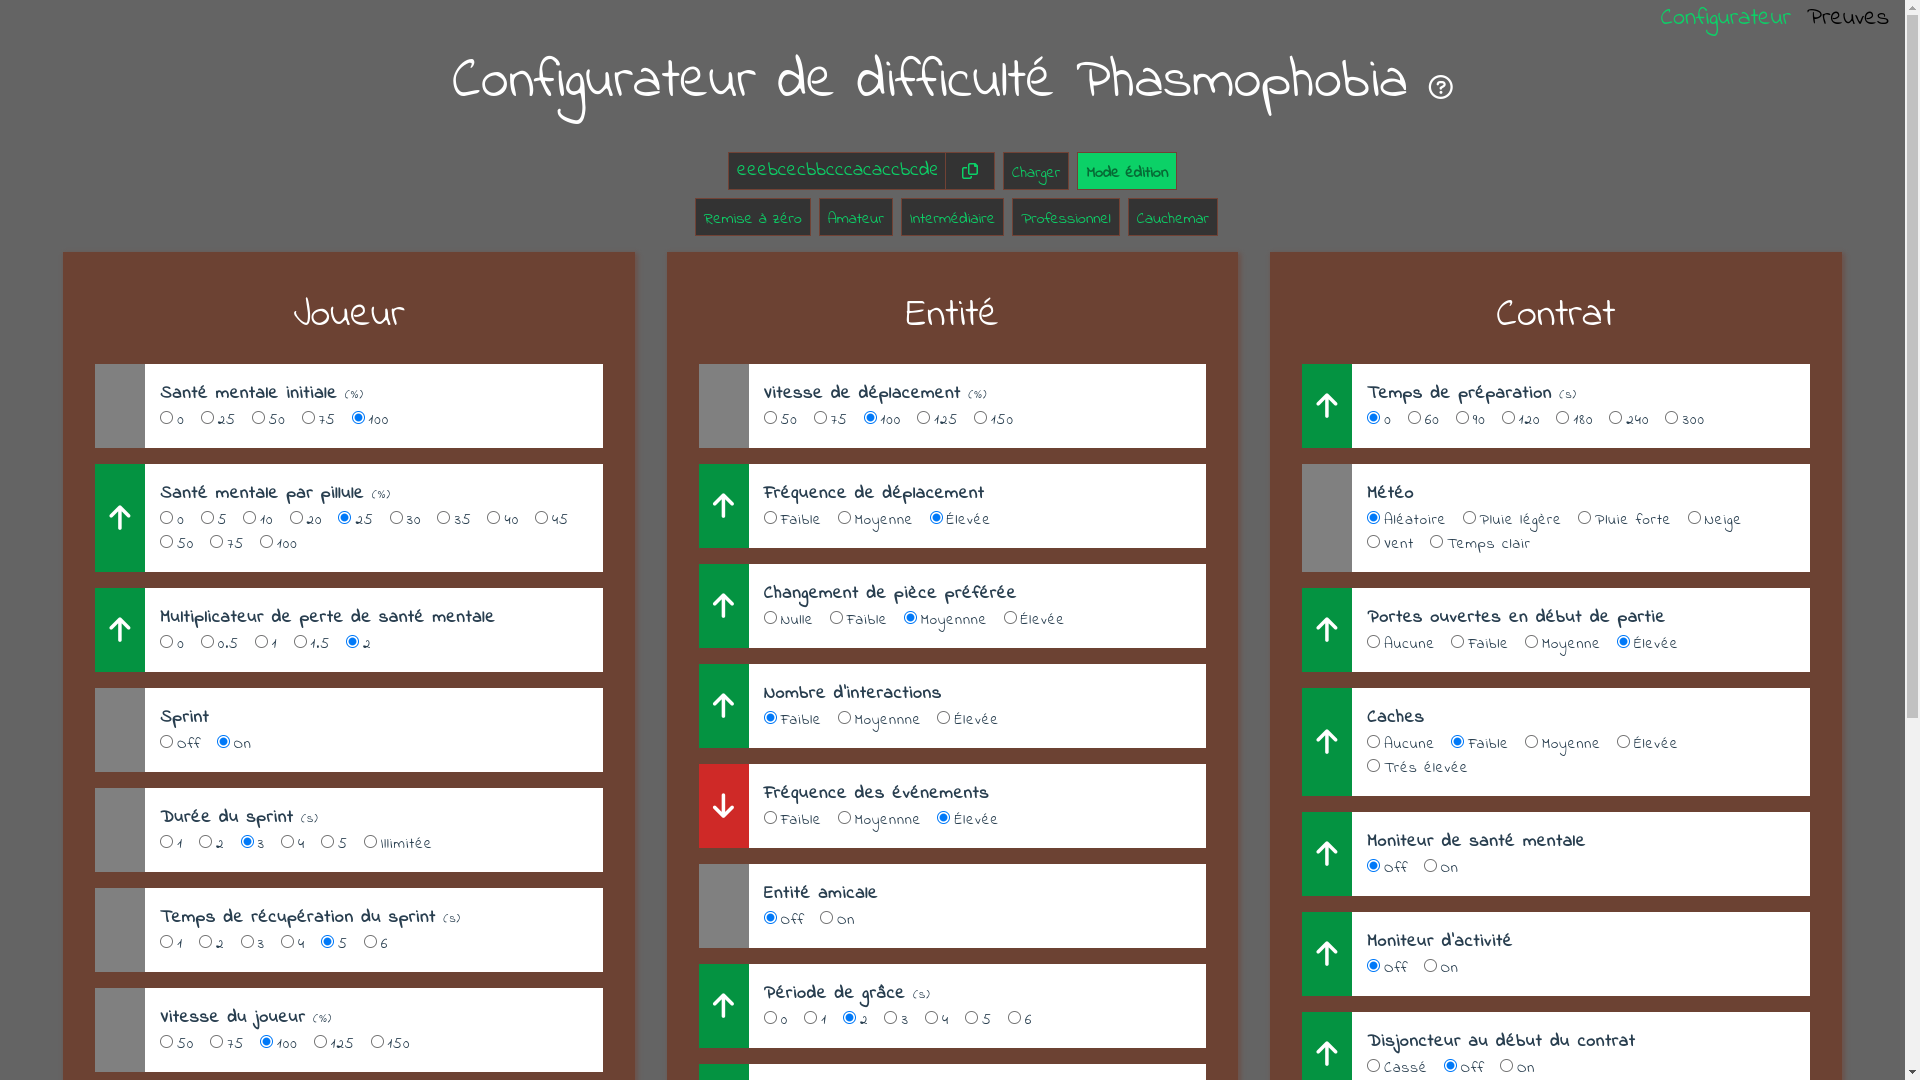 Configurateur Preuves
Configurateur de difficulté Phasmophobia
eeebcecbbcccacaccbcde Charger Mode édition
Remise à zéro Amateur Intermédiaire Professionnel Cauchemar
Joueur
Santé mentale initiale (%)
0 25 50 75 100
Santé mentale par pillule (%)
0 5 10 20 25 30 35 40 45
50 75 100
Multiplicateur de perte de santé mentale
0 0.5 1 1.5 2
Sprint
Off On
Durée du sprint (s)
1 2 3 4 5 Illimitée
Temps de récupération du sprint (s)
1 2 3 4 5 6
Vitesse du joueur (%)
50 75 100 125 150
Entité
Vitesse de déplacement (%)
50 75 100 125 150
Fréquence de déplacement
Faible Moyenne Élevée
Changement de pièce préférée
Nulle Faible Moyennne Élevée
Nombre d'interactions
Faible Moyennne Élevée
Fréquence des événements
Faible Moyennne Élevée
Entité amicale
Off On
Période de grâce (s)
0 1 2 3 4 5 6
Contrat
Temps de préparation (s)
0 60 90 120 180 240 300
Météo
Aléatoire Pluie légère Pluie forte Neige
Vent Temps clair
Portes ouvertes en début de partie
Aucune Faible Moyenne Élevée
Caches
Aucune Faible Moyenne Élevée
Trés élevée
Moniteur de santé mentale
Off On
Moniteur d'activité
Off On
Disjoncteur au début du contrat
Cassé Off On